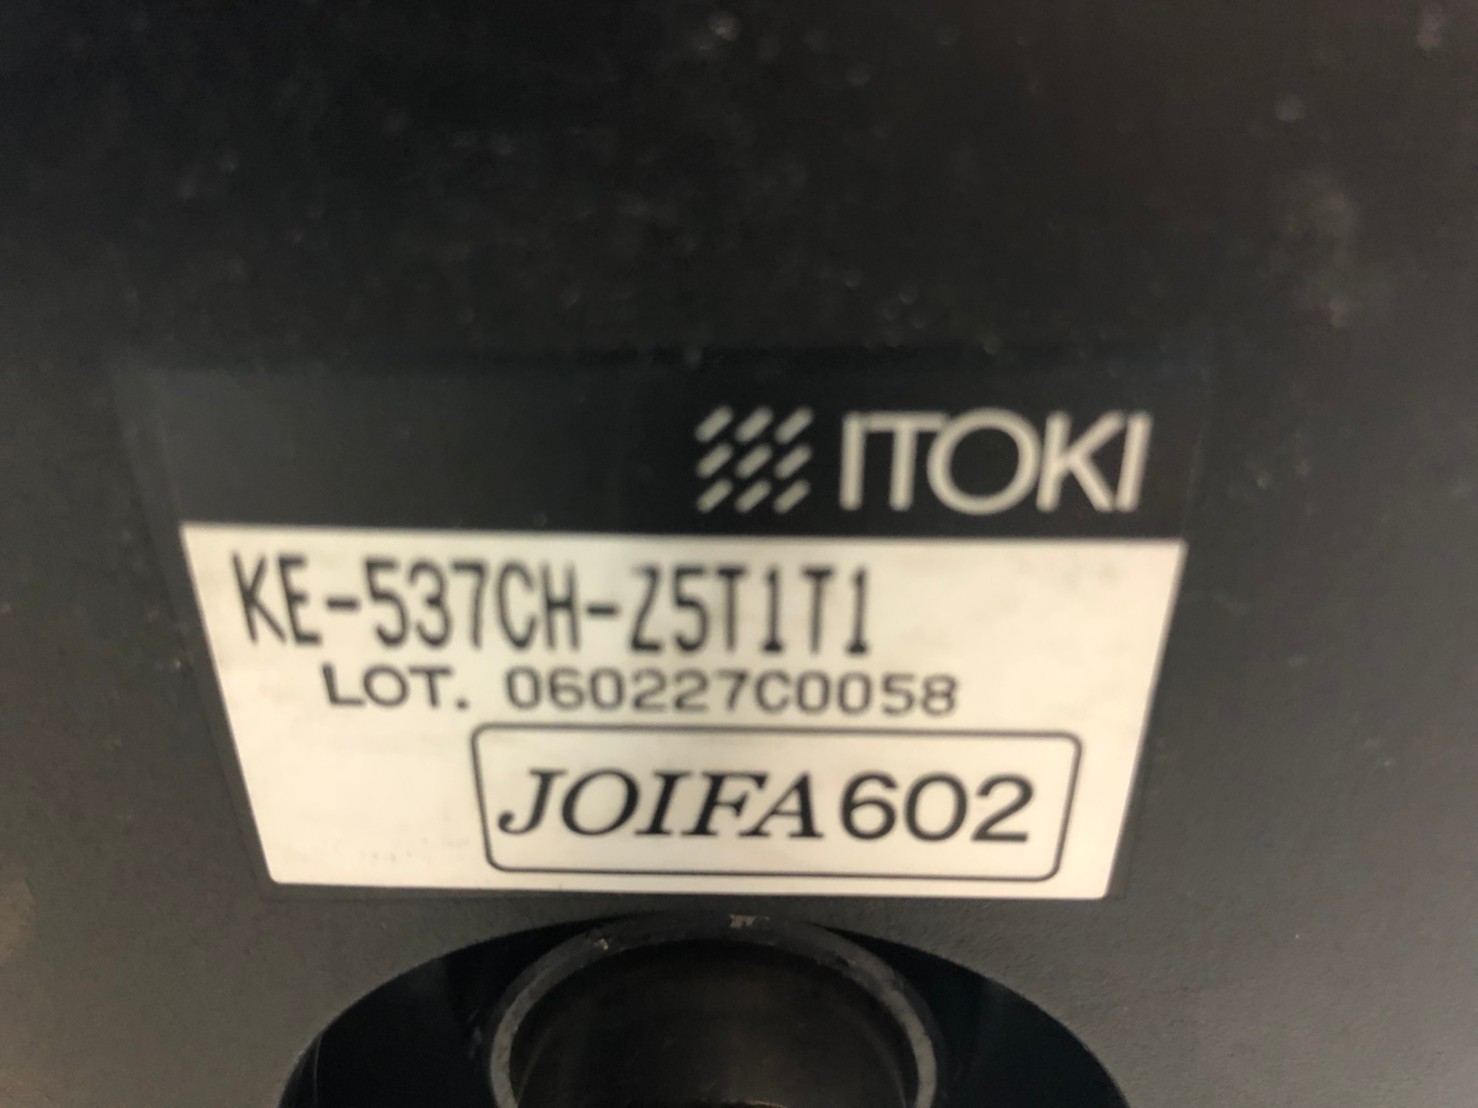 ITOKI
KE-537CH-Z5T1T1
LOT. 060227C0058
JOIFA602